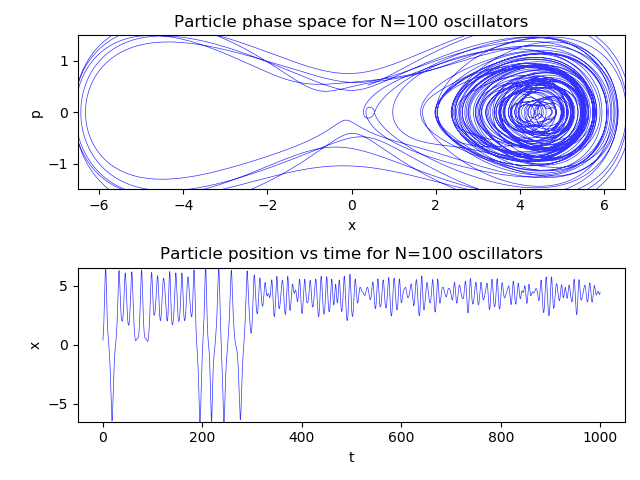 Particle phase space for N=100 oscillators
1
0
−1
p
−6 −4 −2 0 2 4 6
x
Particle position vs time for N=100 oscillators
5
0
−5
x
0 200 400 600 800 1000
t